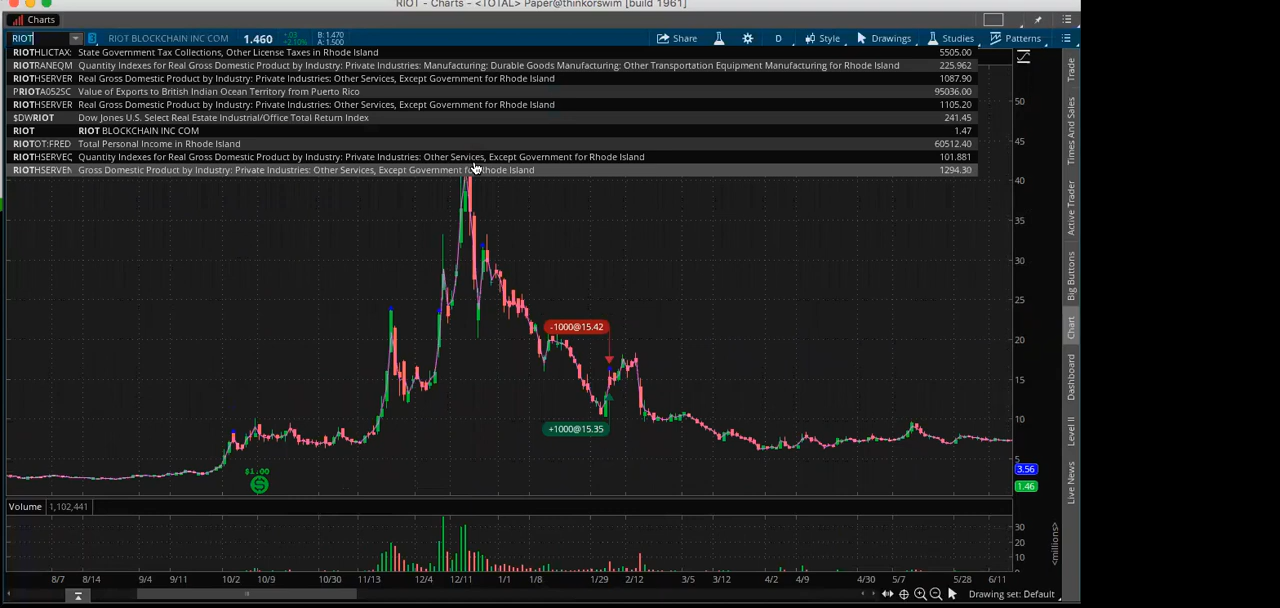 RIOT - Charts - <TOTAL> Paper@thinkorswim [build 1961]
Charts
RIOT RIOT BLOCKCHAIN INC COM 1.460 +.03 +2.10% B: 1.470 A: 1.500 Share D Style Drawings Studies Patterns
RIOTHLICTAX: State Government Tax Collections, Other License Taxes in Rhode Island 5505.00
RIOTRANEQM Quantity Indexes for Real Gross Domestic Product by Industry: Private Industries: Manufacturing: Durable Goods Manufacturing: Other Transportation Equipment Manufacturing for Rhode Island 225.962
RIOTHSERVER Real Gross Domestic Product by Industry: Private Industries: Other Services, Except Government for Rhode Island 1087.90
PRIOTA052SC Value of Exports to British Indian Ocean Territory from Puerto Rico 95036.00
RIOTHSERVER Real Gross Domestic Product by Industry: Private Industries: Other Services, Except Government for Rhode Island 1105.20
$DWRIOT Dow Jones U.S. Select Real Estate Industrial/Office Total Return Index 241.45
RIOT RIOT BLOCKCHAIN INC COM 1.47
RIOTOT:FRED Total Personal Income in Rhode Island 60512.40
RIOTHSERVEC Quantity Indexes for Real Gross Domestic Product by Industry: Private Industries: Other Services, Except Government for Rhode Island 101.881
RIOTHSERVEN Gross Domestic Product by Industry: Private Industries: Other Services, Except Government for Rhode Island 1294.30
50
45
40
35
30
25
20
15
10
5
3.56
1.46
-1000@15.42
+1000@15.35
$1.00
Volume 1,102,441
30
20
10
<millions>
8/7 8/14 9/4 9/11 10/2 10/9 10/30 11/13 12/4 12/11 1/1 1/8 1/29 2/12 3/5 3/12 4/2 4/9 4/30 5/7 5/28 6/11
Drawing set: Default
Trade
Times And Sales
Active Trader
Big Buttons
Chart
Dashboard
Level II
Live News